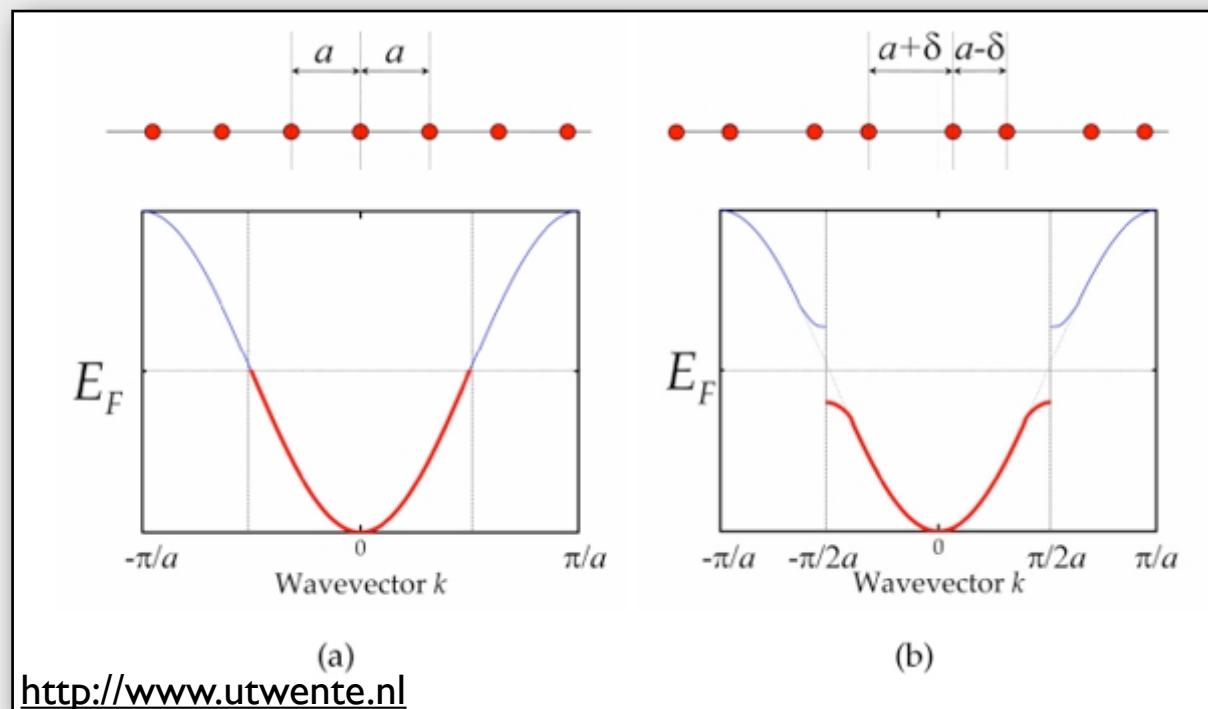 a a
a+δ a-δ
E_F
-π/a 0 π/a
Wavevector k
(a)
E_F
-π/a -π/2a 0 π/2a π/a
Wavevector k
(b)
http://www.utwente.nl